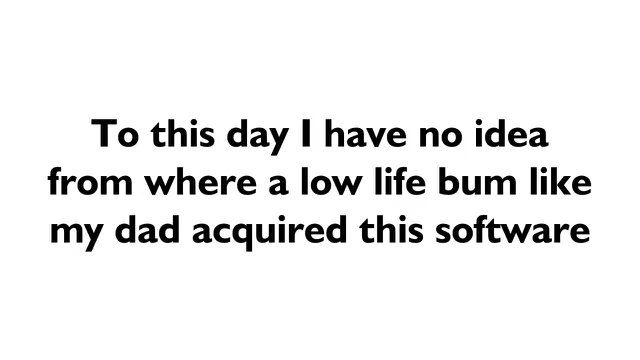 To this day I have no idea
from where a low life bum like
my dad acquired this software